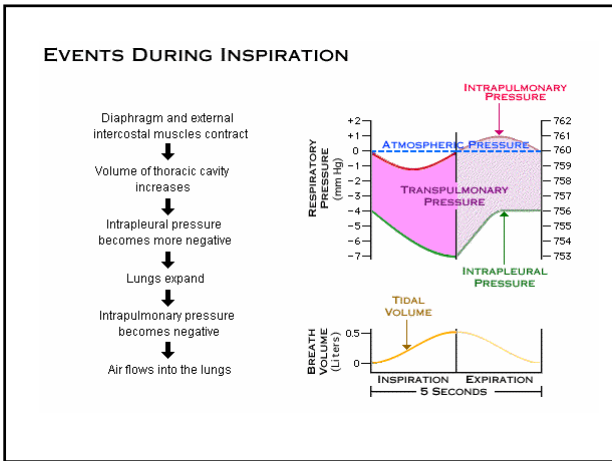 EVENTS DURING INSPIRATION
Diaphragm and external
intercostal muscles contract
Volume of thoracic cavity
increases
Intrapleural pressure
becomes more negative
Lungs expand
Intrapulmonary pressure
becomes negative
Air flows into the lungs
INTRAPULMONARY
PRESSURE
RESPIRATORY
PRESSURE
(mm Hg)
+2
+1
0
−1
−2
−3
−4
−5
−6
−7
ATMOSPHERIC PRESSURE
TRANSPULMONARY
PRESSURE
762
761
760
759
758
757
756
755
754
753
INTRAPLEURAL
PRESSURE
TIDAL
VOLUME
BREATH
VOLUME
(Liters)
0.5
0
INSPIRATION
EXPIRATION
5 SECONDS